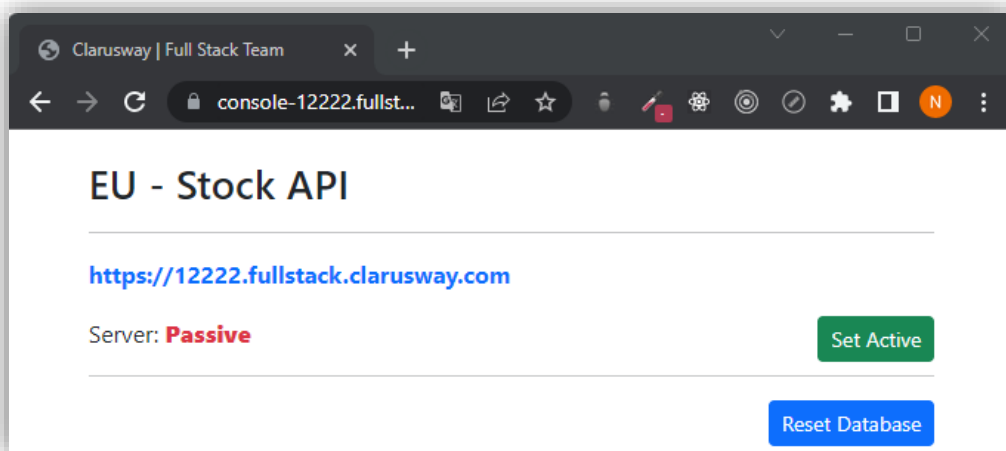 Clarusway | Full Stack Team
console-12222.fullst...
N
EU - Stock API
https://12222.fullstack.clarusway.com
Server: Passive
Set Active
Reset Database